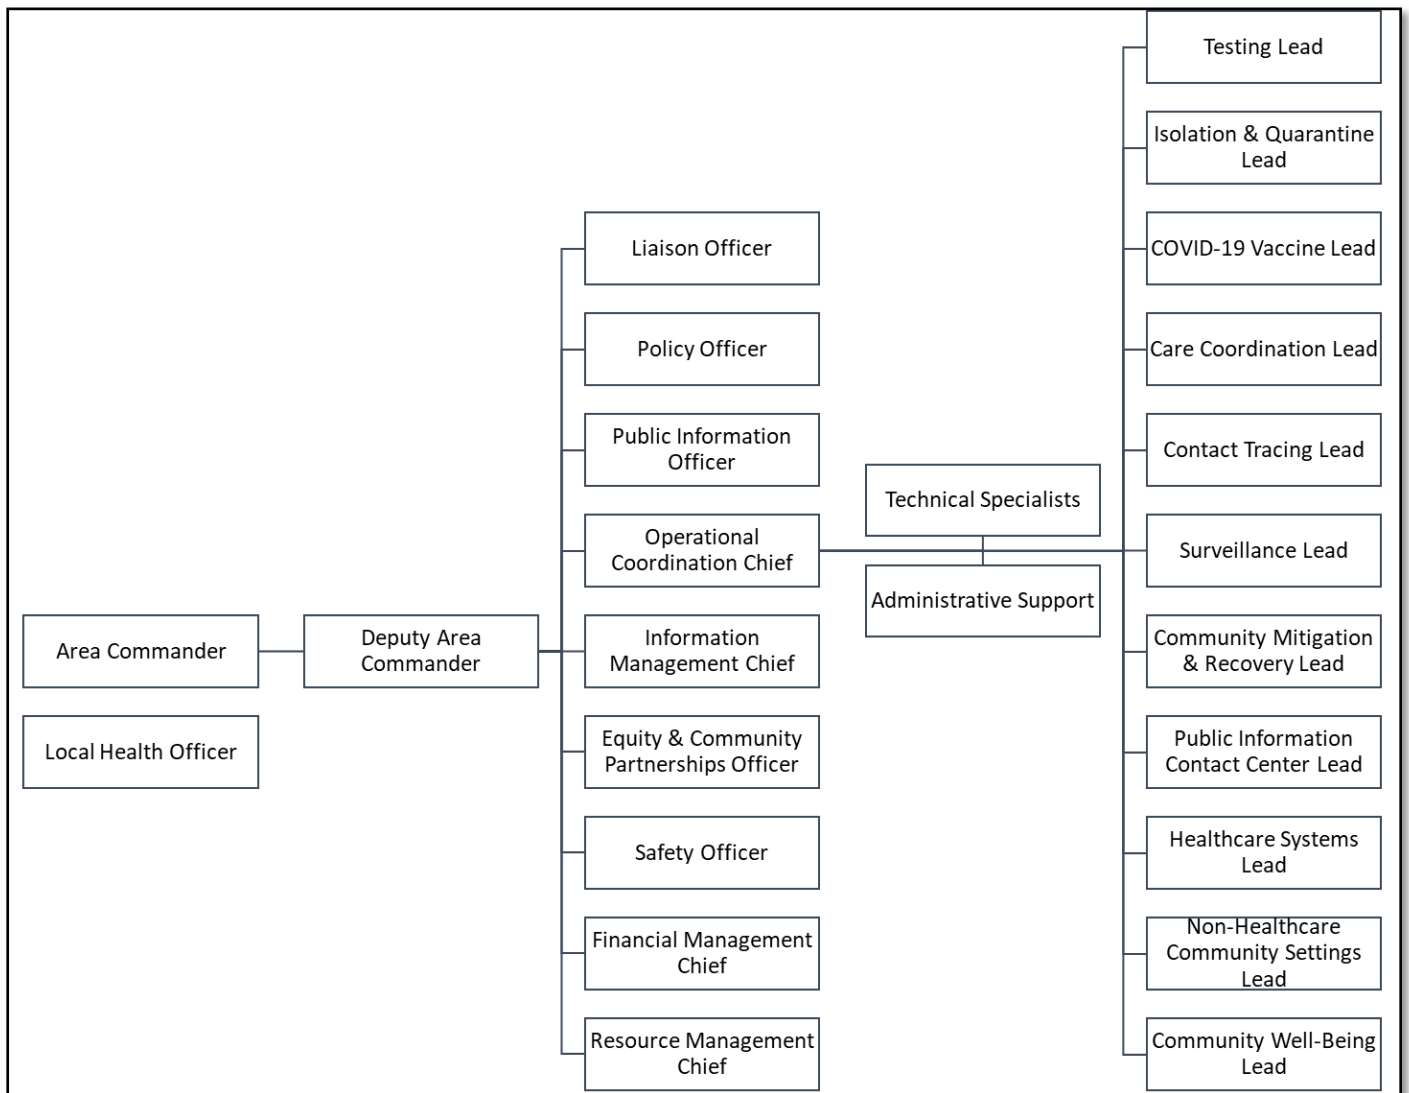 Area Commander
Local Health Officer
Deputy Area
Commander
Liaison Officer
Policy Officer
Public Information
Officer
Operational
Coordination Chief
Information
Management Chief
Equity & Community
Partnerships Officer
Safety Officer
Financial Management
Chief
Resource Management
Chief
Technical Specialists
Administrative Support
Testing Lead
Isolation & Quarantine
Lead
COVID-19 Vaccine Lead
Care Coordination Lead
Contact Tracing Lead
Surveillance Lead
Community Mitigation
& Recovery Lead
Public Information
Contact Center Lead
Healthcare Systems
Lead
Non-Healthcare
Community Settings
Lead
Community Well-Being
Lead